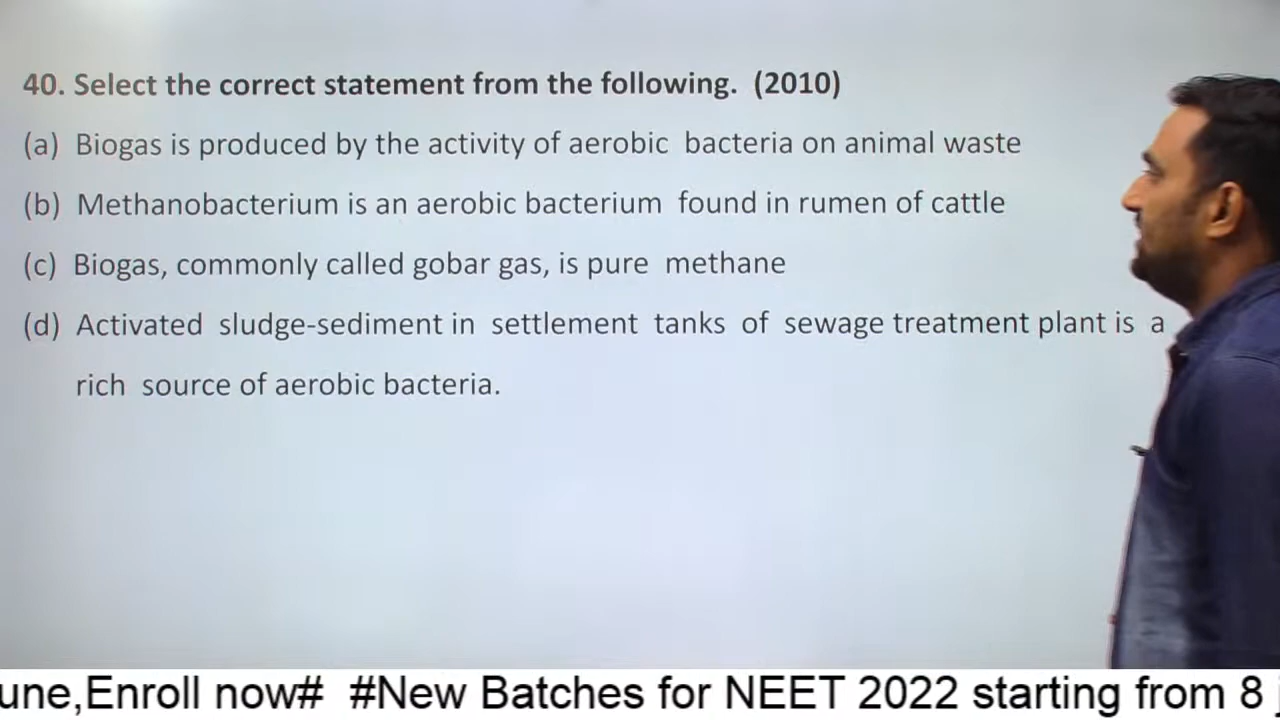 40. Select the correct statement from the following. (2010)
(a) Biogas is produced by the activity of aerobic bacteria on animal waste
(b) Methanobacterium is an aerobic bacterium found in rumen of cattle
(c) Biogas, commonly called gobar gas, is pure methane
(d) Activated sludge-sediment in settlement tanks of sewage treatment plant is a
rich source of aerobic bacteria.
une,Enroll now# #New Batches for NEET 2022 starting from 8 j